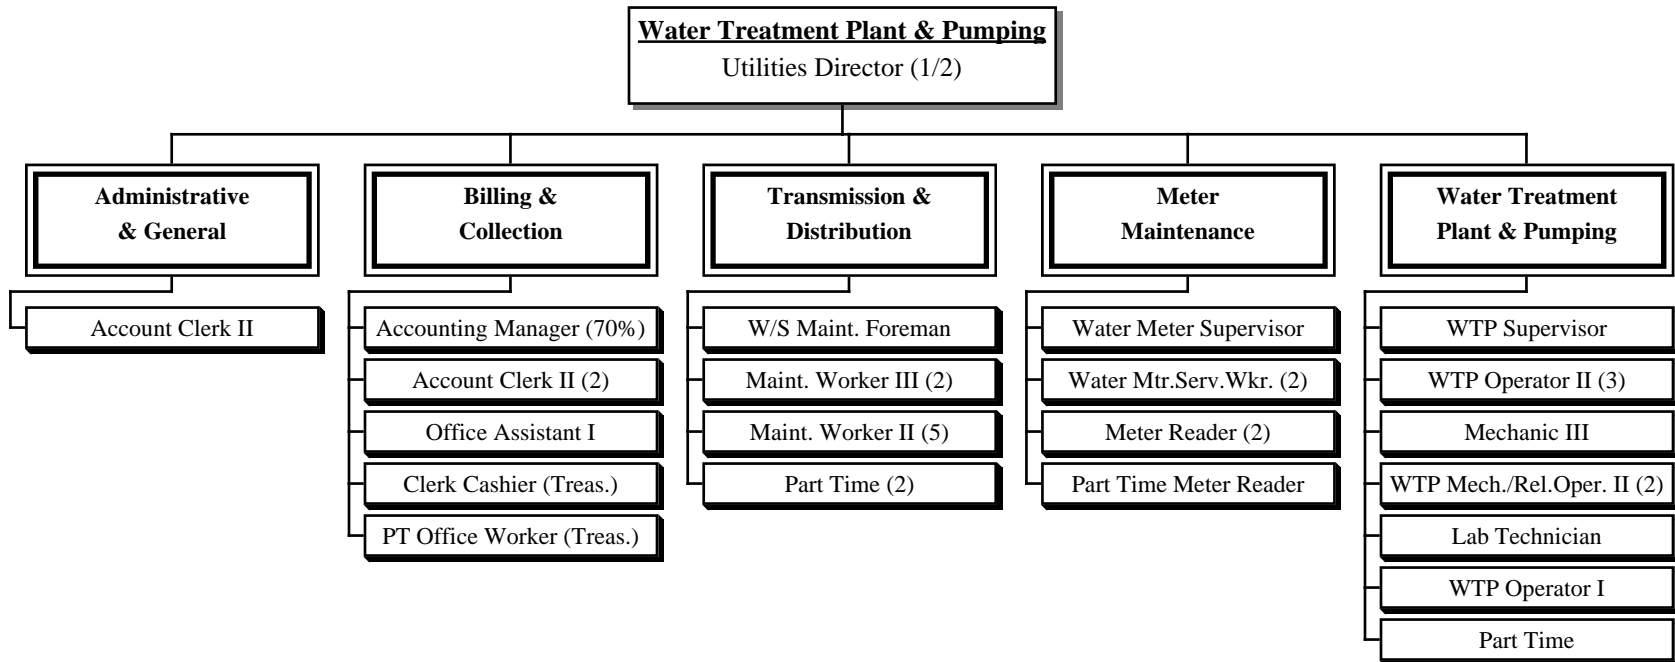 Water Treatment Plant & Pumping
Utilities Director (1/2)
Administrative
& General
Account Clerk II
Billing &
Collection
Accounting Manager (70%)
Account Clerk II (2)
Office Assistant I
Clerk Cashier (Treas.)
PT Office Worker (Treas.)
Transmission &
Distribution
W/S Maint. Foreman
Maint. Worker III (2)
Maint. Worker II (5)
Part Time (2)
Meter
Maintenance
Water Meter Supervisor
Water Mtr.Serv.Wkr. (2)
Meter Reader (2)
Part Time Meter Reader
Water Treatment
Plant & Pumping
WTP Supervisor
WTP Operator II (3)
Mechanic III
WTP Mech./Rel.Oper. II (2)
Lab Technician
WTP Operator I
Part Time